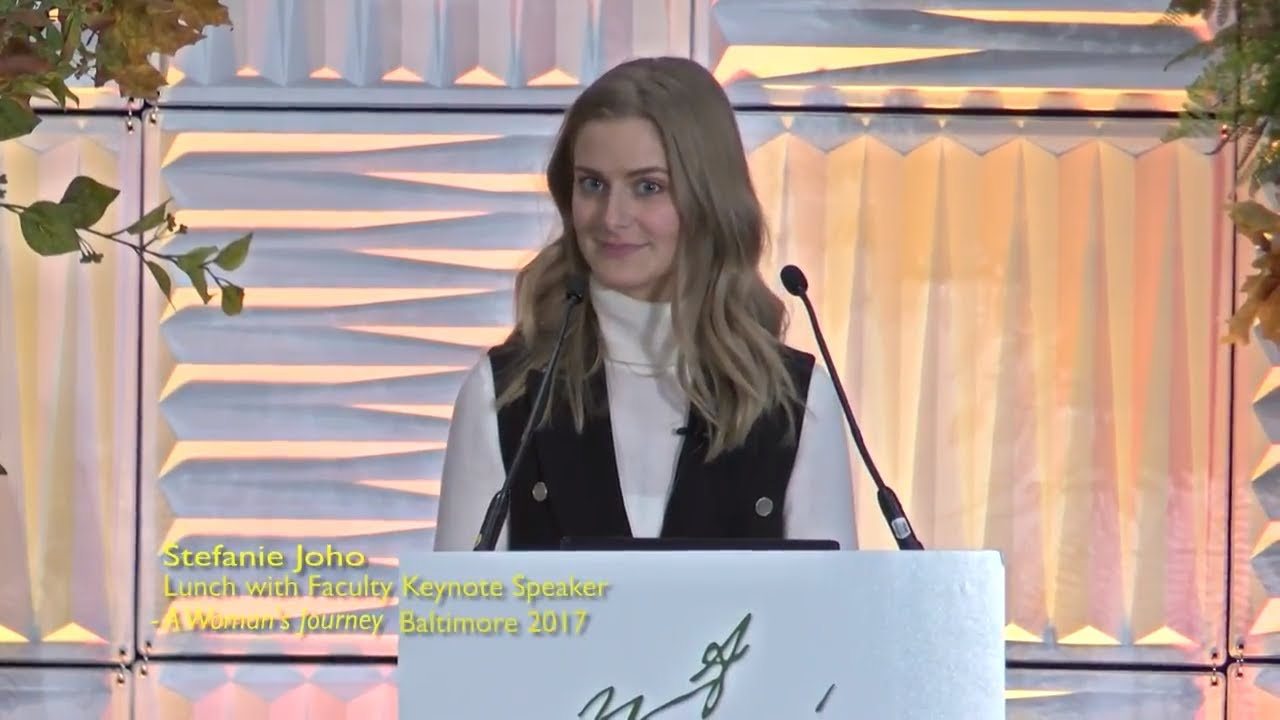 Stefanie Joho
Lunch with Faculty Keynote Speaker
- A Woman's Journey Baltimore 2017